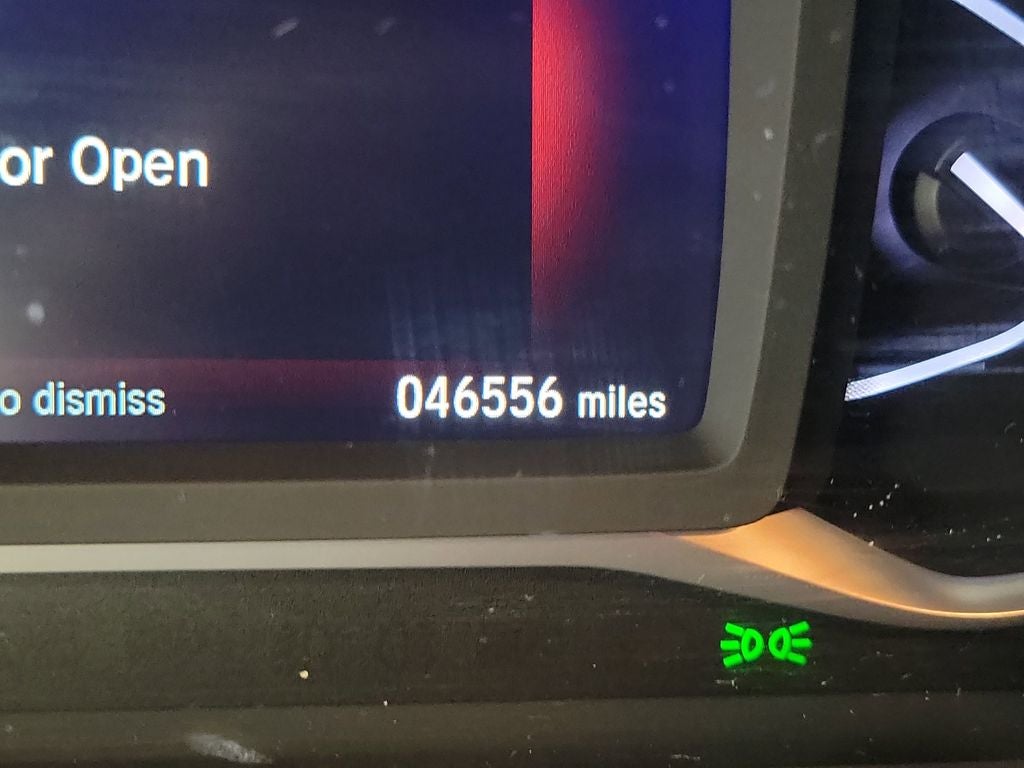 or Open
o dismiss
046556 miles